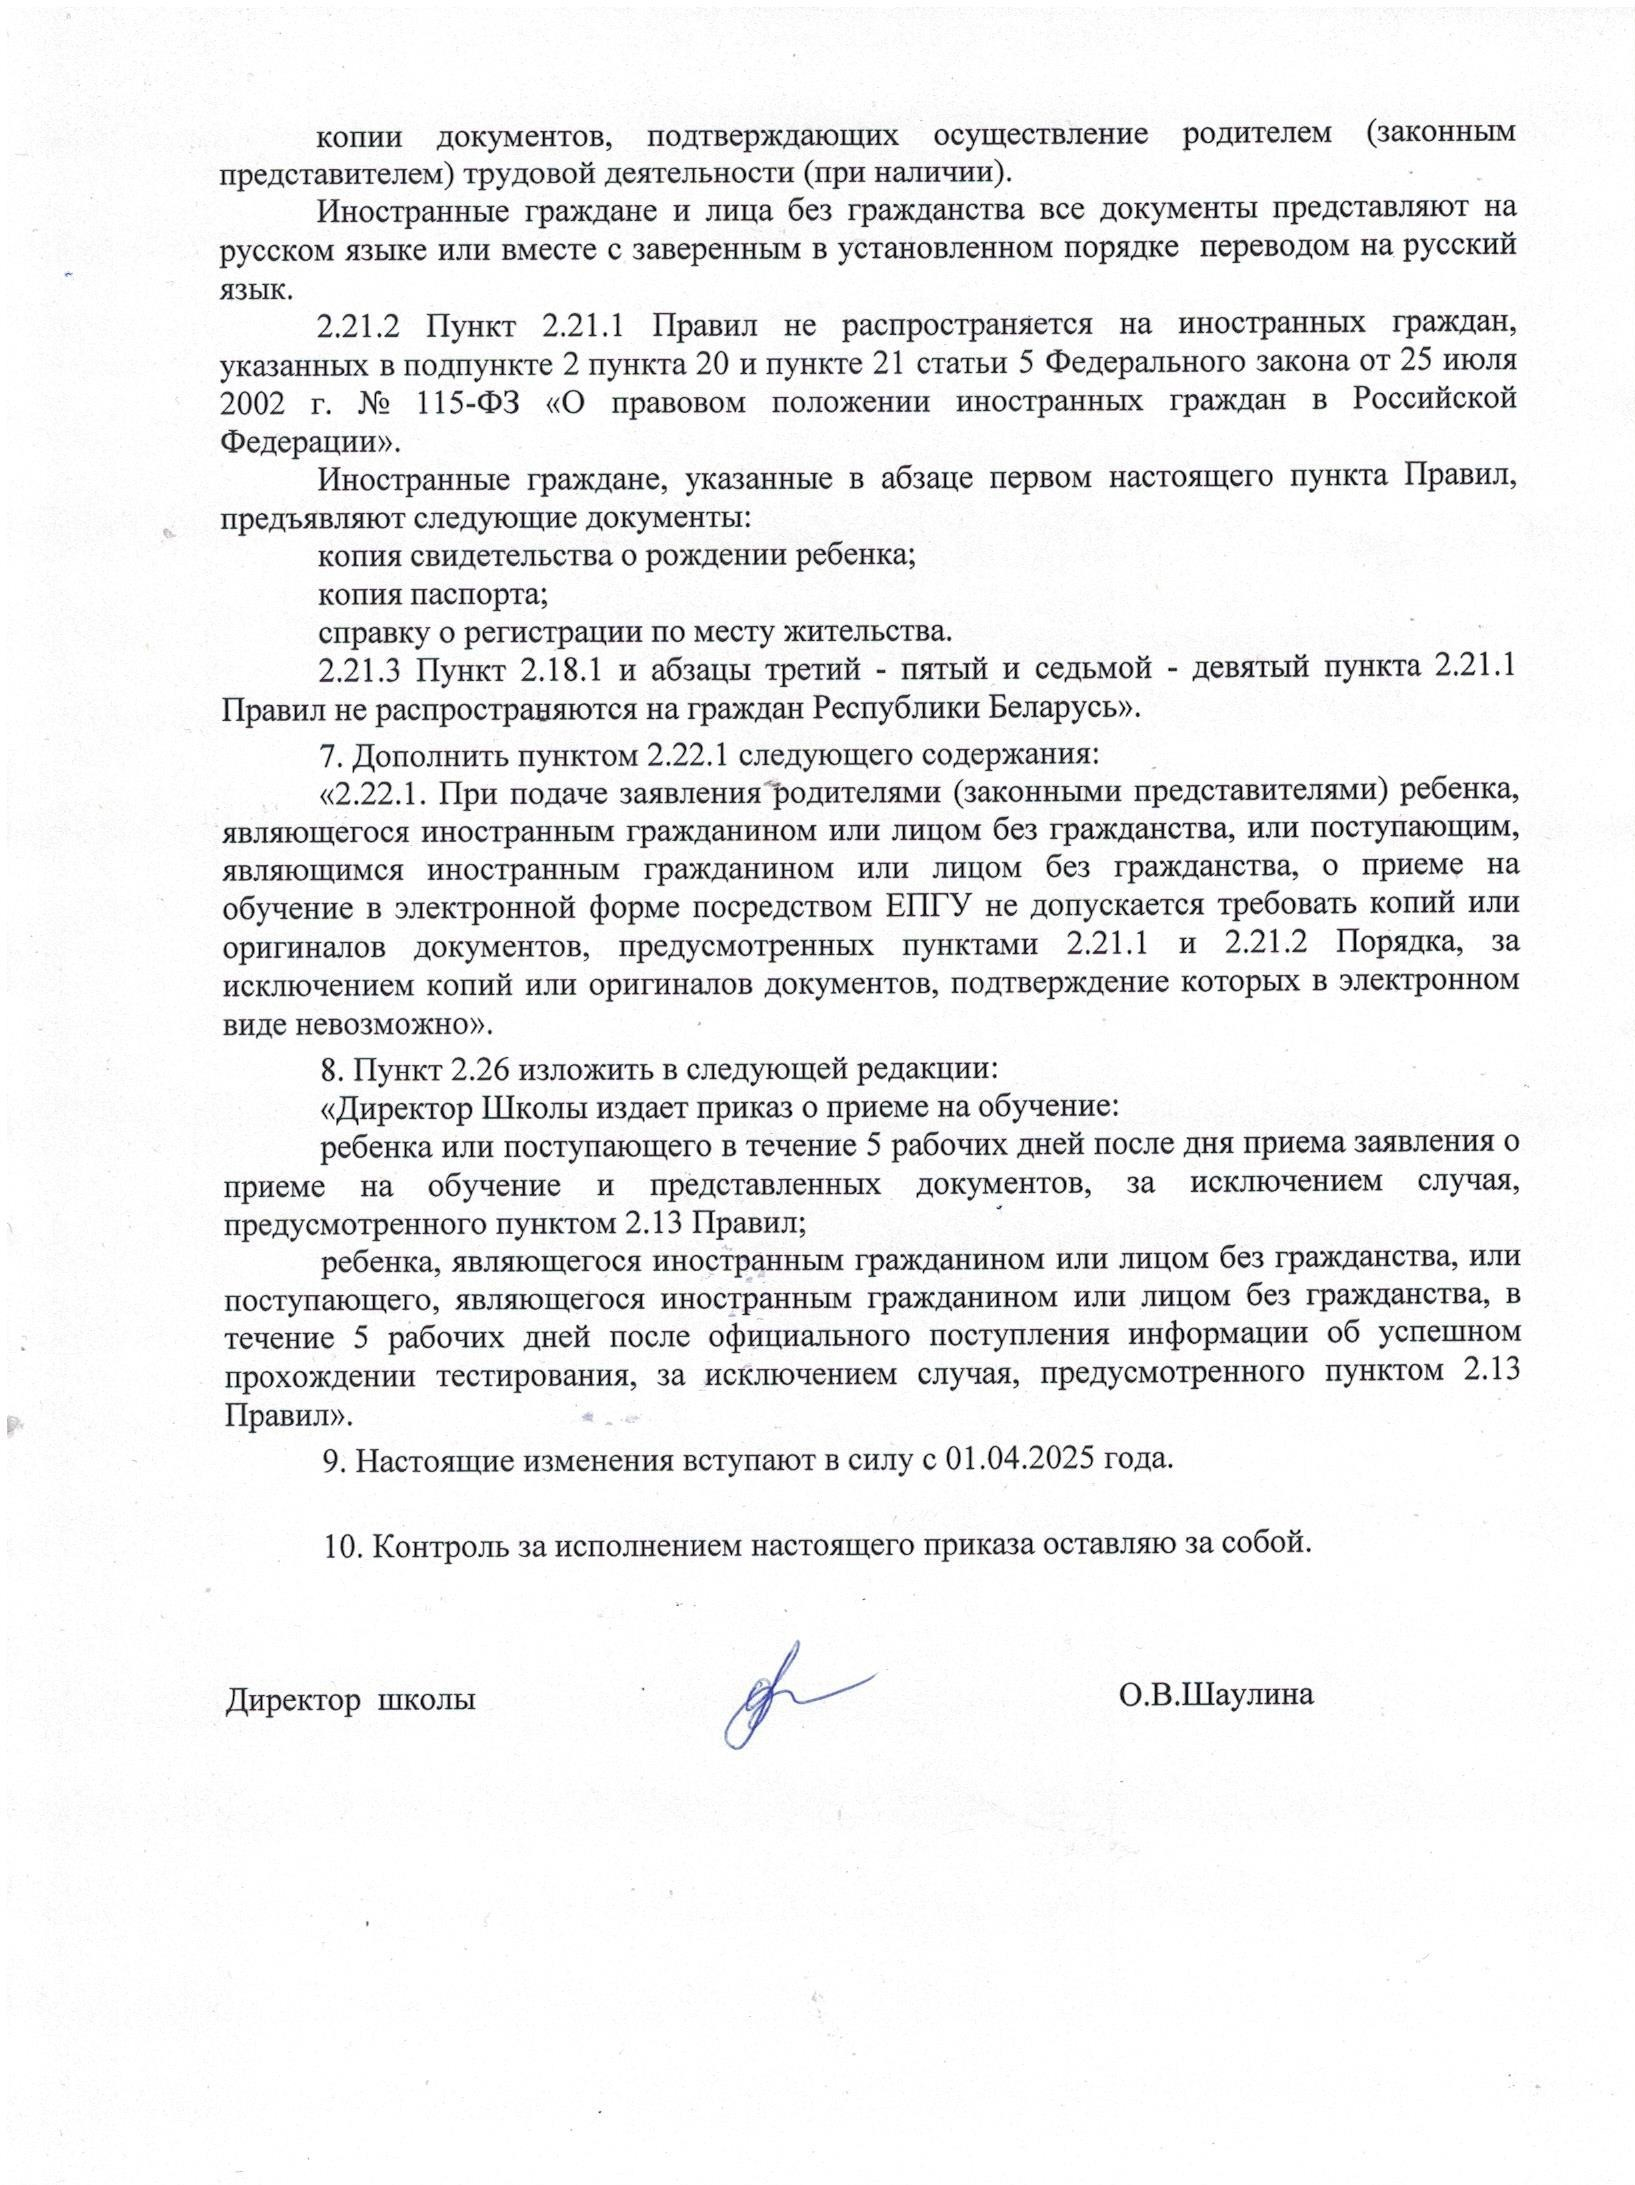 копии документов, подтверждающих осуществление родителем (законным
представителем) трудовой деятельности (при наличии).
Иностранные граждане и лица без гражданства все документы представляют на
русском языке или вместе с заверенным в установленном порядке переводом на русский
язык.
2.21.2 Пункт 2.21.1 Правил не распространяется на иностранных граждан,
указанных в подпункте 2 пункта 20 и пункте 21 статьи 5 Федерального закона от 25 июля
2002 г. № 115-ФЗ «О правовом положении иностранных граждан в Российской
Федерации».
Иностранные граждане, указанные в абзаце первом настоящего пункта Правил,
предъявляют следующие документы:
копия свидетельства о рождении ребенка;
копия паспорта;
справку о регистрации по месту жительства.
2.21.3 Пункт 2.18.1 и абзацы третий - пятый и седьмой - девятый пункта 2.21.1
Правил не распространяются на граждан Республики Беларусь».
7. Дополнить пунктом 2.22.1 следующего содержания:
«2.22.1. При подаче заявления родителями (законными представителями) ребенка,
являющегося иностранным гражданином или лицом без гражданства, или поступающим,
являющимся иностранным гражданином или лицом без гражданства, о приеме на
обучение в электронной форме посредством ЕПГУ не допускается требовать копий или
оригиналов документов, предусмотренных пунктами 2.21.1 и 2.21.2 Порядка, за
исключением копий или оригиналов документов, подтверждение которых в электронном
виде невозможно».
8. Пункт 2.26 изложить в следующей редакции:
«Директор Школы издает приказ о приеме на обучение:
ребенка или поступающего в течение 5 рабочих дней после дня приема заявления о
приеме на обучение и представленных документов, за исключением случая,
предусмотренного пунктом 2.13 Правил;
ребенка, являющегося иностранным гражданином или лицом без гражданства, или
поступающего, являющегося иностранным гражданином или лицом без гражданства, в
течение 5 рабочих дней после официального поступления информации об успешном
прохождении тестирования, за исключением случая, предусмотренного пунктом 2.13
Правил».
9. Настоящие изменения вступают в силу с 01.04.2025 года.
10. Контроль за исполнением настоящего приказа оставляю за собой.
Директор школы О.В.Шаулина